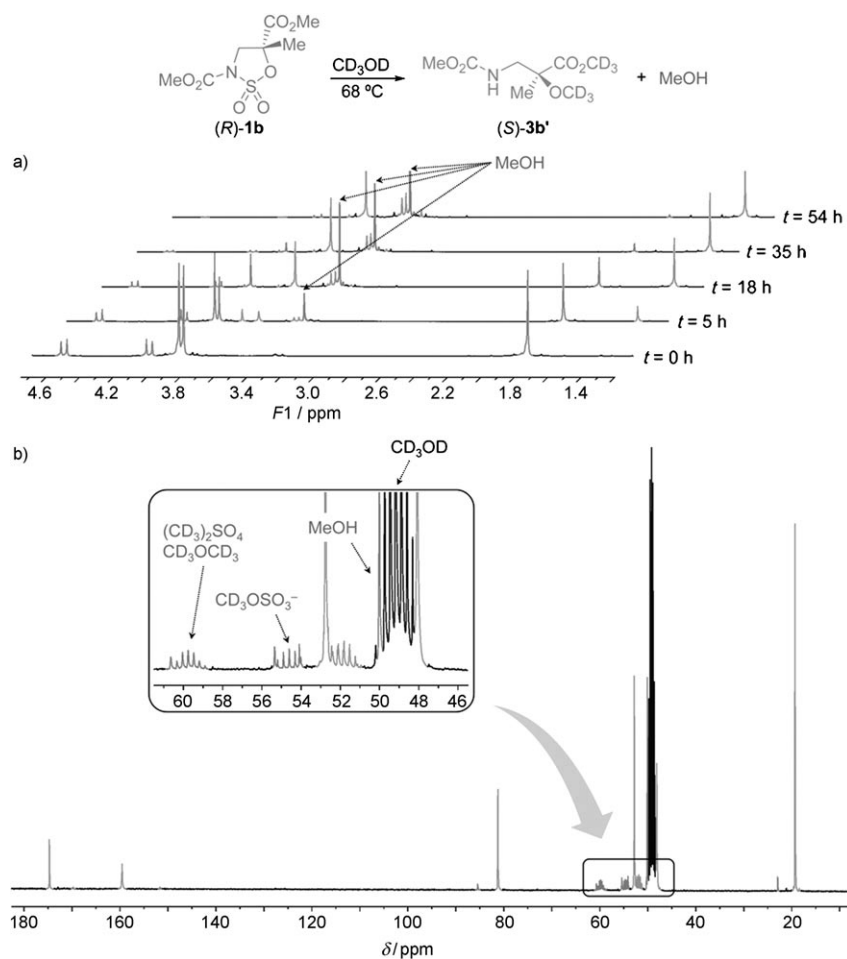 CO₂Me
Me
MeO₂C
N
O
S
O
O
(R)-1b
CD₃OD
68 ºC
MeO₂C
N
H
CO₂CD₃
Me
OCD₃
(S)-3b'
+ MeOH
a)
MeOH
t = 54 h
t = 35 h
t = 18 h
t = 5 h
t = 0 h
4.6 4.2 3.8 3.4 3.0 2.6 2.2 1.8 1.4
F1 / ppm
b)
CD₃OD
(CD₃)₂SO₄
CD₃OCD₃
MeOH
CD₃OSO₃⁻
60 58 56 54 52 50 48 46
180 160 140 120 100 80 60 40 20
δ/ppm